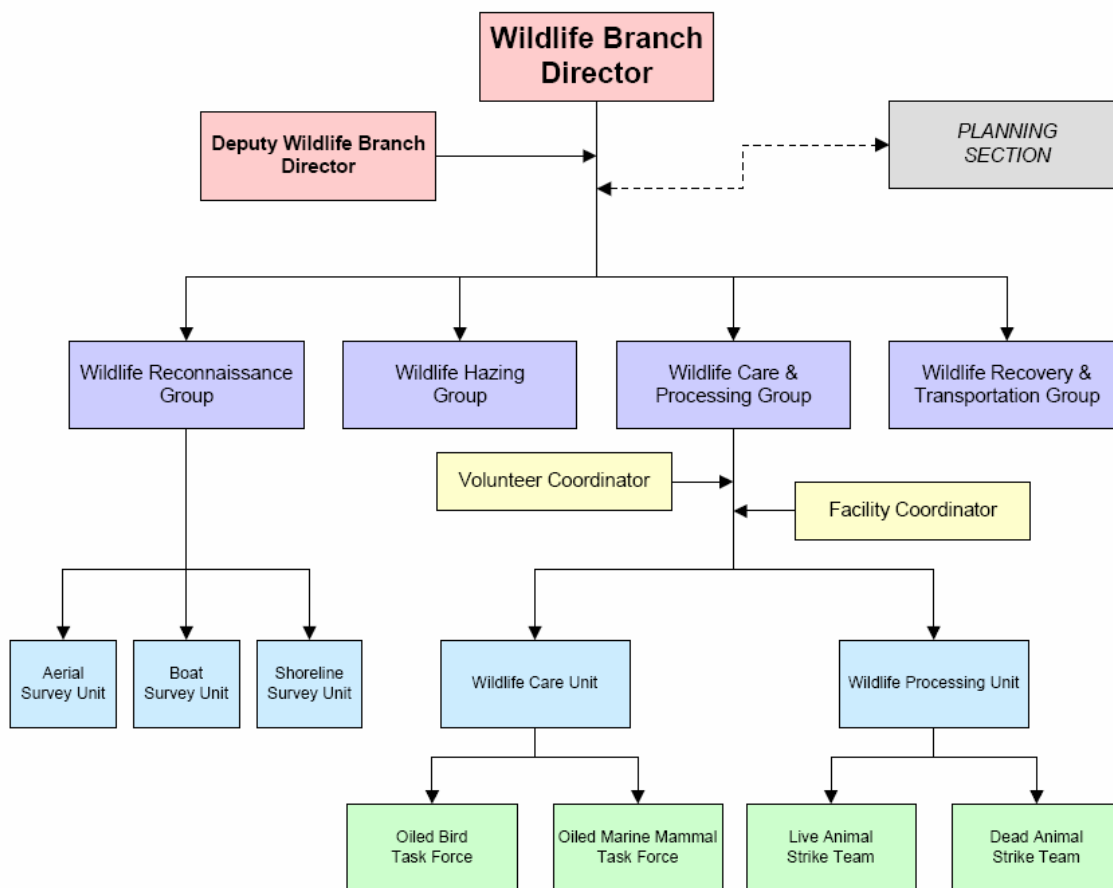 Wildlife Branch
Director
Deputy Wildlife Branch
Director
PLANNING
SECTION
Wildlife Reconnaissance
Group
Wildlife Hazing
Group
Wildlife Care &
Processing Group
Wildlife Recovery &
Transportation Group
Volunteer Coordinator
Facility Coordinator
Aerial
Survey Unit
Boat
Survey Unit
Shoreline
Survey Unit
Wildlife Care Unit
Wildlife Processing Unit
Oiled Bird
Task Force
Oiled Marine Mammal
Task Force
Live Animal
Strike Team
Dead Animal
Strike Team